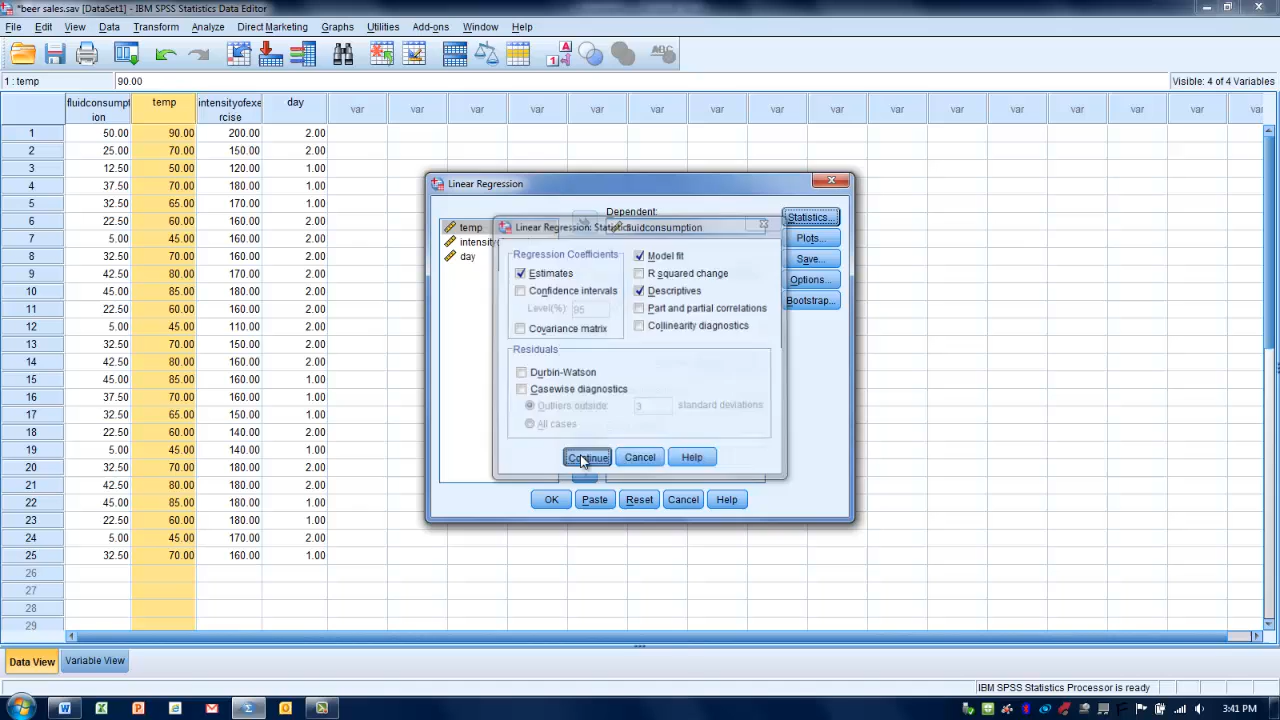 *beer sales.sav [DataSet1] - IBM SPSS Statistics Data Editor
File Edit View Data Transform Analyze Direct Marketing Graphs Utilities Add-ons Window Help
1 : temp 90.00 Visible: 4 of 4 Variables
fluidconsumpt
ion temp intensityofexe
rcise day var var var var var var var var var var var var var var var
1 50.00 90.00 200.00 2.00
2 25.00 70.00 150.00 2.00
3 12.50 50.00 120.00 1.00
4 37.50 70.00 180.00 2.00
5 32.50 65.00 170.00 1.00
6 22.50 60.00 160.00 2.00
7 5.00 45.00 160.00 1.00
8 32.50 70.00 160.00 2.00
9 42.50 80.00 170.00 2.00
10 42.50 85.00 180.00 2.00
11 22.50 60.00 160.00 2.00
12 5.00 45.00 110.00 1.00
13 32.50 70.00 150.00 1.00
14 42.50 80.00 160.00 2.00
15 45.00 85.00 160.00 1.00
16 37.50 70.00 160.00 2.00
17 32.50 65.00 150.00 1.00
18 22.50 60.00 140.00 2.00
19 5.00 45.00 140.00 1.00
20 32.50 70.00 180.00 2.00
21 42.50 80.00 180.00 2.00
22 45.00 85.00 180.00 1.00
23 22.50 60.00 180.00 1.00
24 5.00 45.00 170.00 2.00
25 32.50 70.00 160.00 1.00
26
27
28
29
Linear Regression
Dependent:
fluidconsumption
temp
day
Statistics...
Plots...
Save...
Options...
Bootstrap...
Linear Regression: Statistics
Regression Coefficients
Estimates
Confidence intervals
Level(%): 95
Covariance matrix
Model fit
R squared change
Descriptives
Part and partial correlations
Collinearity diagnostics
Residuals
Durbin-Watson
Casewise diagnostics
Outliers outside: 3 standard deviations
All cases
Continue Cancel Help
OK Paste Reset Cancel Help
Data View Variable View
IBM SPSS Statistics Processor is ready
3:41 PM